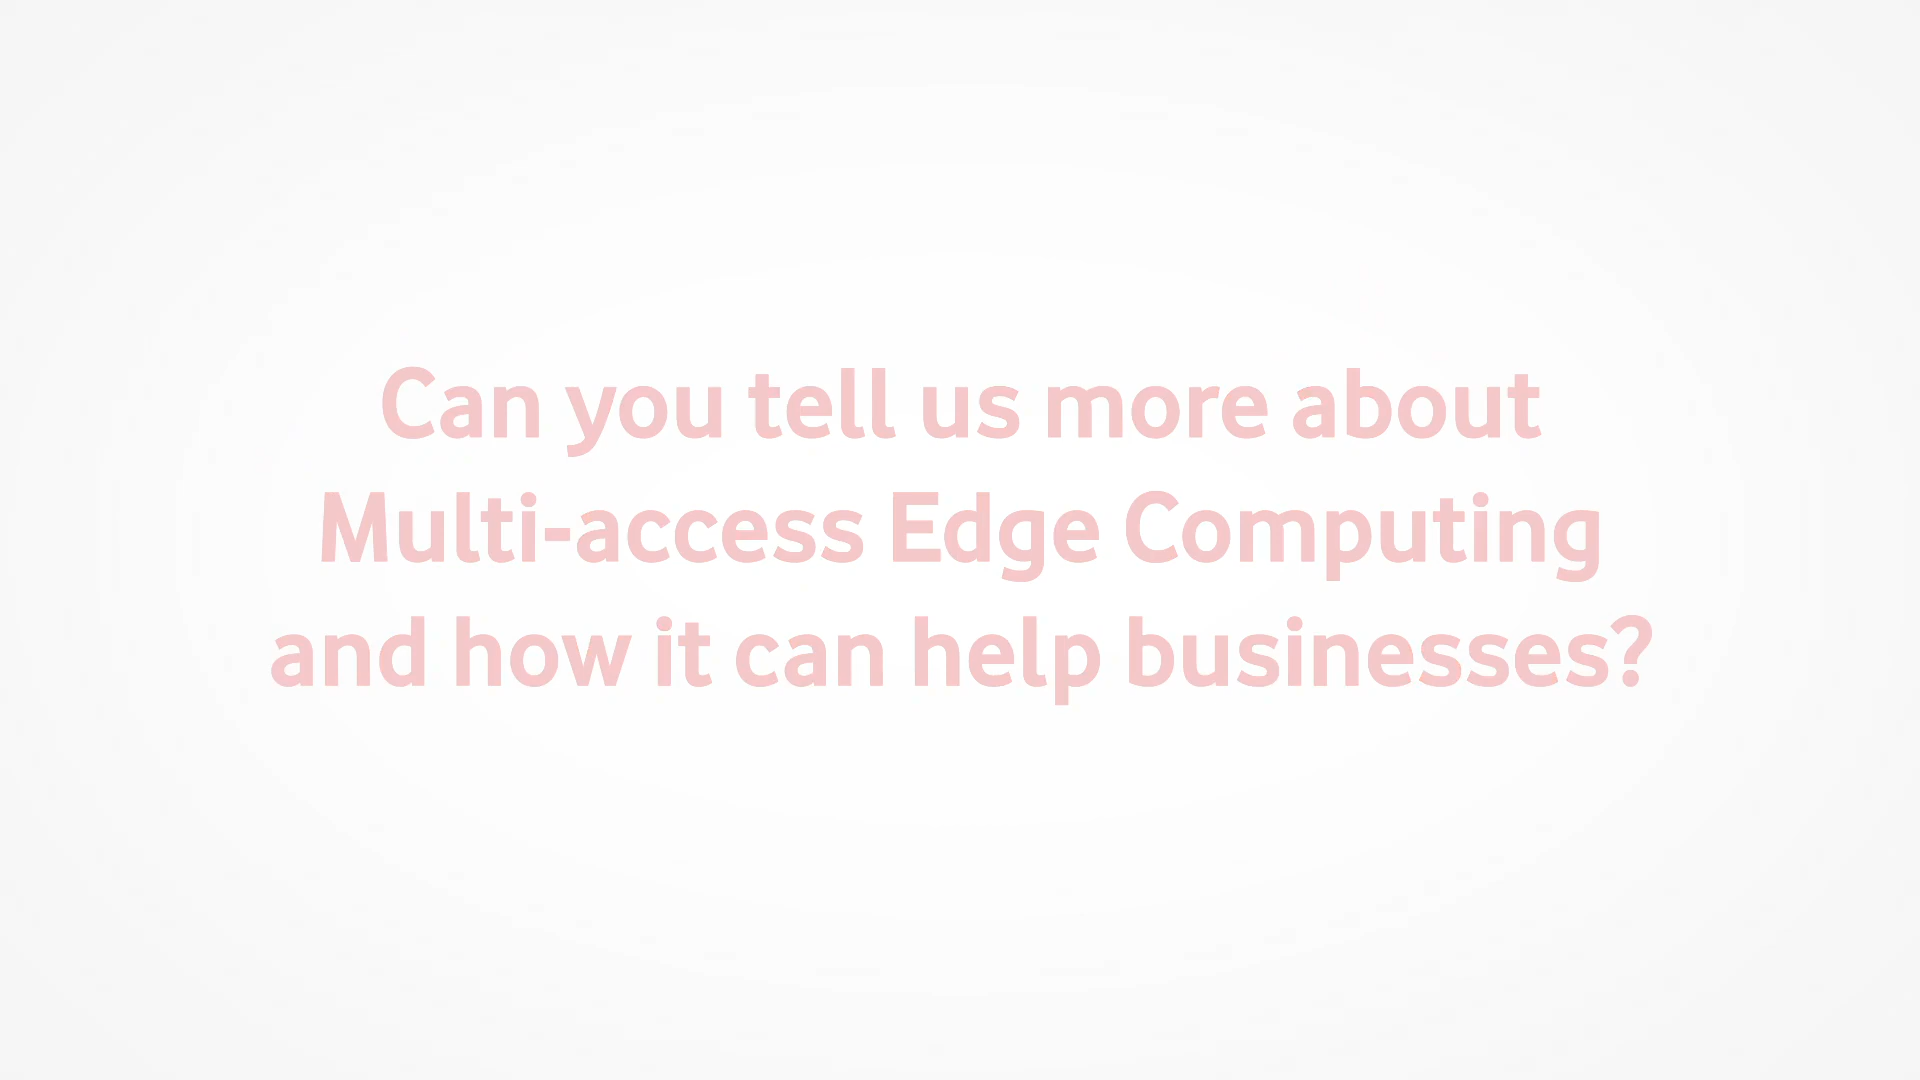 Can you tell us more about
Multi-access Edge Computing
and how it can help businesses?